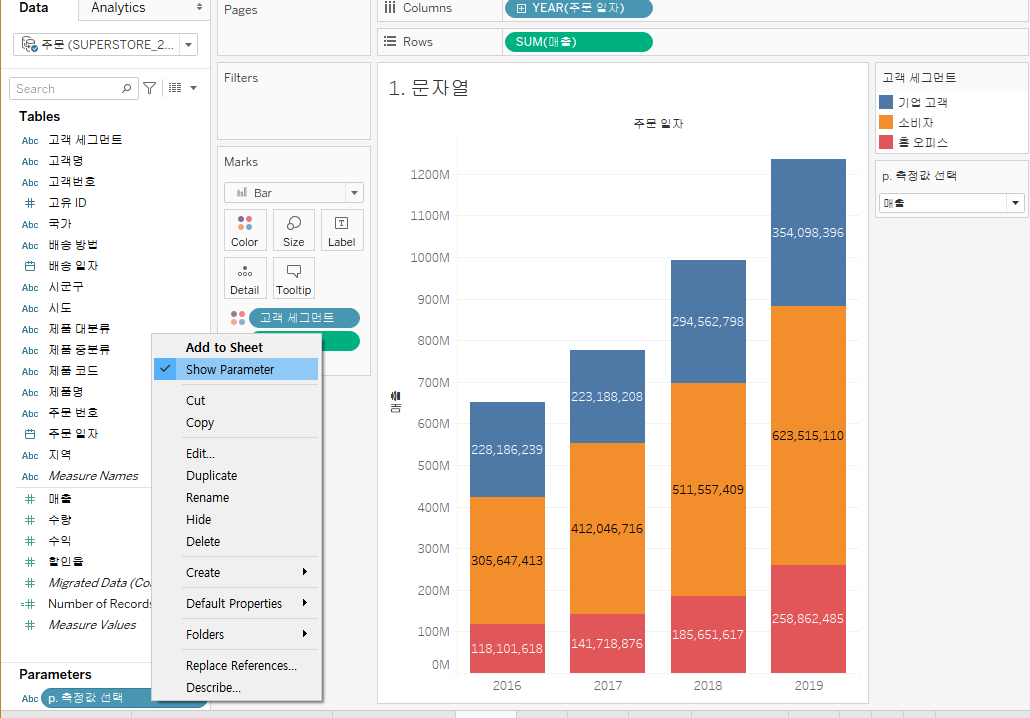 Data
Analytics
Pages
Columns
YEAR(주문 일자)
Rows
SUM(매출)
주문 (SUPERSTORE_2...
Search
Tables
Abc 고객 세그먼트
Abc 고객명
Abc 고객번호
# 고유 ID
Abc 국가
Abc 배송 방법
배송 일자
Abc 시군구
Abc 시도
Abc 제품 대분류
Abc 제품 중분류
Abc 제품 코드
Abc 제품명
Abc 주문 번호
주문 일자
Abc 지역
Abc Measure Names
# 매출
# 수량
# 수익
# 할인율
# Migrated Data (Co
=# Number of Records
# Measure Values
Parameters
Abc p. 측정값 선택
Filters
Marks
Bar
Color
Size
T
Label
Detail
Tooltip
고객 세그먼트
Add to Sheet
Show Parameter
Cut
Copy
Edit...
Duplicate
Rename
Hide
Delete
Create
Default Properties
Folders
Replace References...
Describe...
1. 문자열
주문 일자
매출
1200M
1100M
1000M
900M
800M
700M
600M
500M
400M
300M
200M
100M
0M
228,186,239
305,647,413
118,101,618
223,188,208
412,046,716
141,718,876
294,562,798
511,557,409
185,651,617
354,098,396
623,515,110
258,862,485
2016
2017
2018
2019
고객 세그먼트
기업 고객
소비자
홈 오피스
p. 측정값 선택
매출